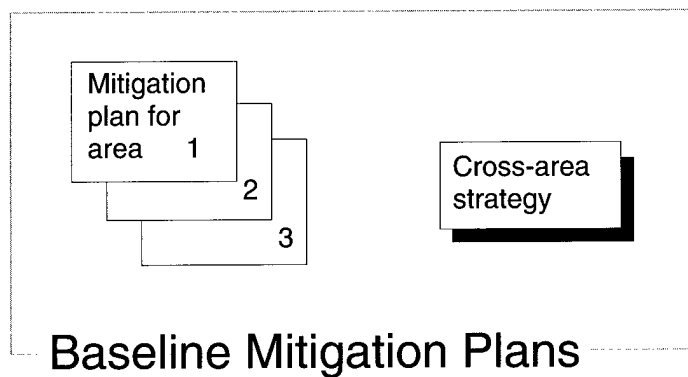 Mitigation
plan for
area 1
2
3
Cross-area
strategy
Baseline Mitigation Plans